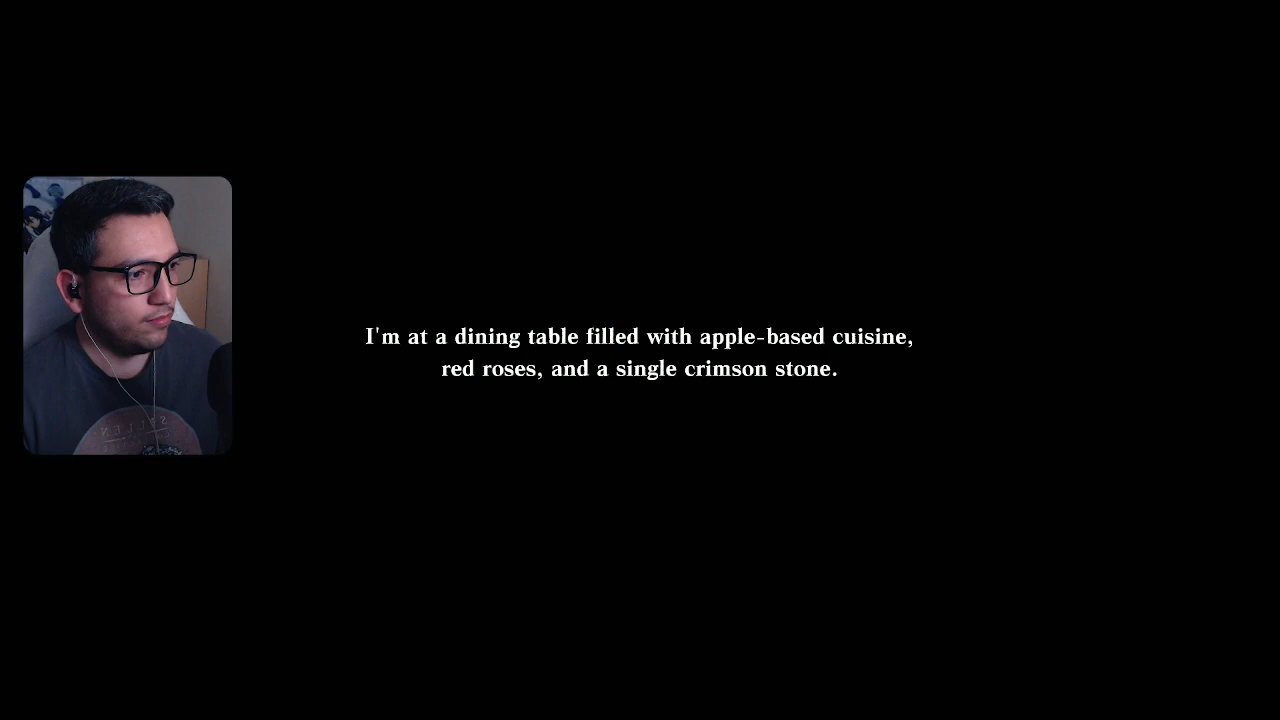 I'm at a dining table filled with apple-based cuisine,
red roses, and a single crimson stone.